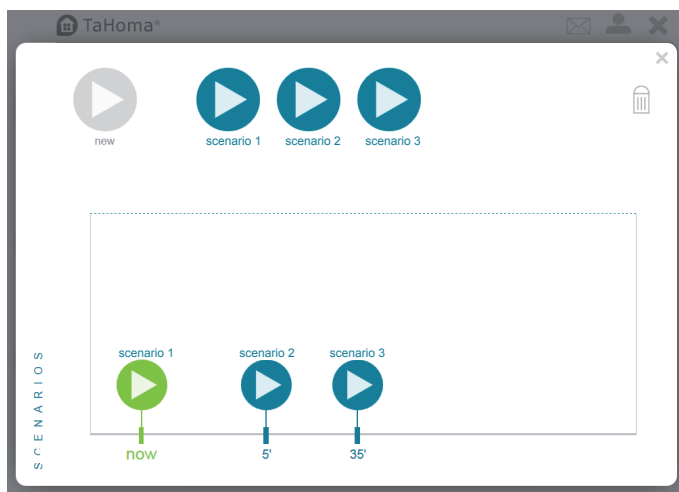 TaHoma®
new
scenario 1
scenario 2
scenario 3
scenario 1
scenario 2
scenario 3
now
5'
35'
SCENARIOS